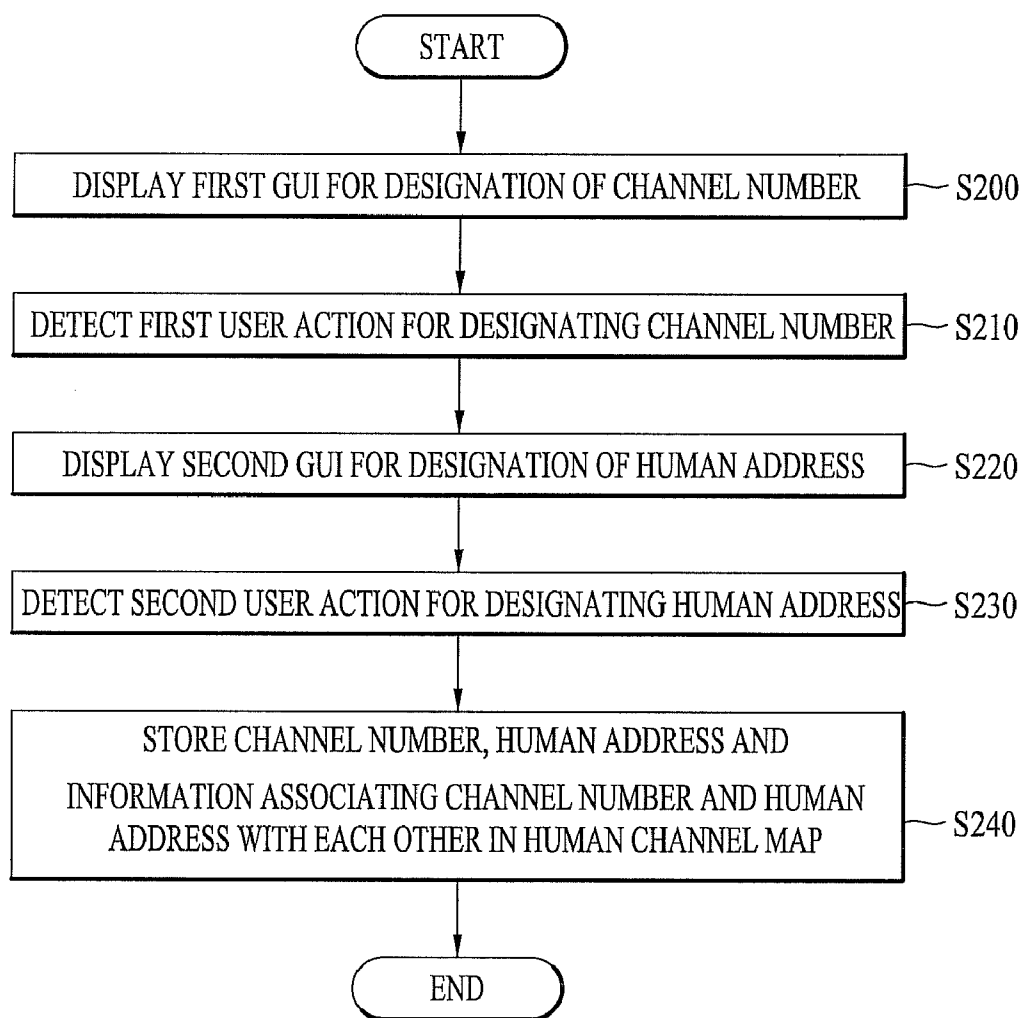 START
DISPLAY FIRST GUI FOR DESIGNATION OF CHANNEL NUMBER
S200
DETECT FIRST USER ACTION FOR DESIGNATING CHANNEL NUMBER
S210
DISPLAY SECOND GUI FOR DESIGNATION OF HUMAN ADDRESS
S220
DETECT SECOND USER ACTION FOR DESIGNATING HUMAN ADDRESS
S230
STORE CHANNEL NUMBER, HUMAN ADDRESS AND
INFORMATION ASSOCIATING CHANNEL NUMBER AND HUMAN
ADDRESS WITH EACH OTHER IN HUMAN CHANNEL MAP
S240
END